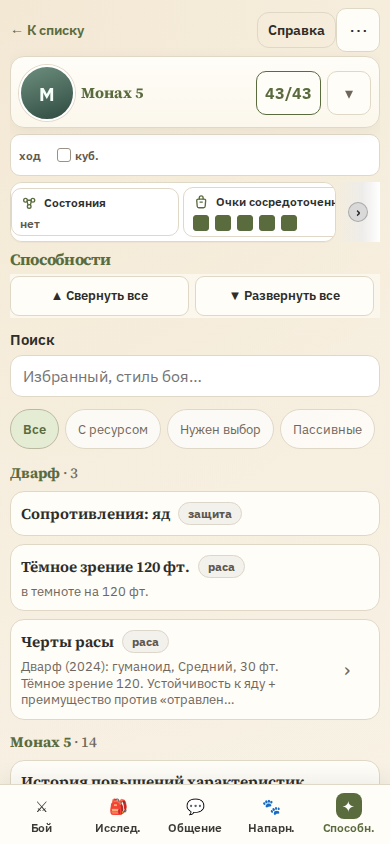 ← К списку
Справка
...
М
Монах 5
43/43
▼
ход
куб.
Состояния
нет
Очки сосредоточен
›
Способности
▲ Свернуть все
▼ Развернуть все
Поиск
Избранный, стиль боя...
Все
С ресурсом
Нужен выбор
Пассивные
Дварф · 3
Сопротивления: яд
защита
Тёмное зрение 120 фт.
раса
в темноте на 120 фт.
Черты расы
раса
Дварф (2024): гуманоид, Средний, 30 фт.
Тёмное зрение 120. Устойчивость к яду +
преимущество против «отравлен...
›
Монах 5 · 14
История повышений характеристик
Бой
Исслед.
Общение
Напарн.
Способн.